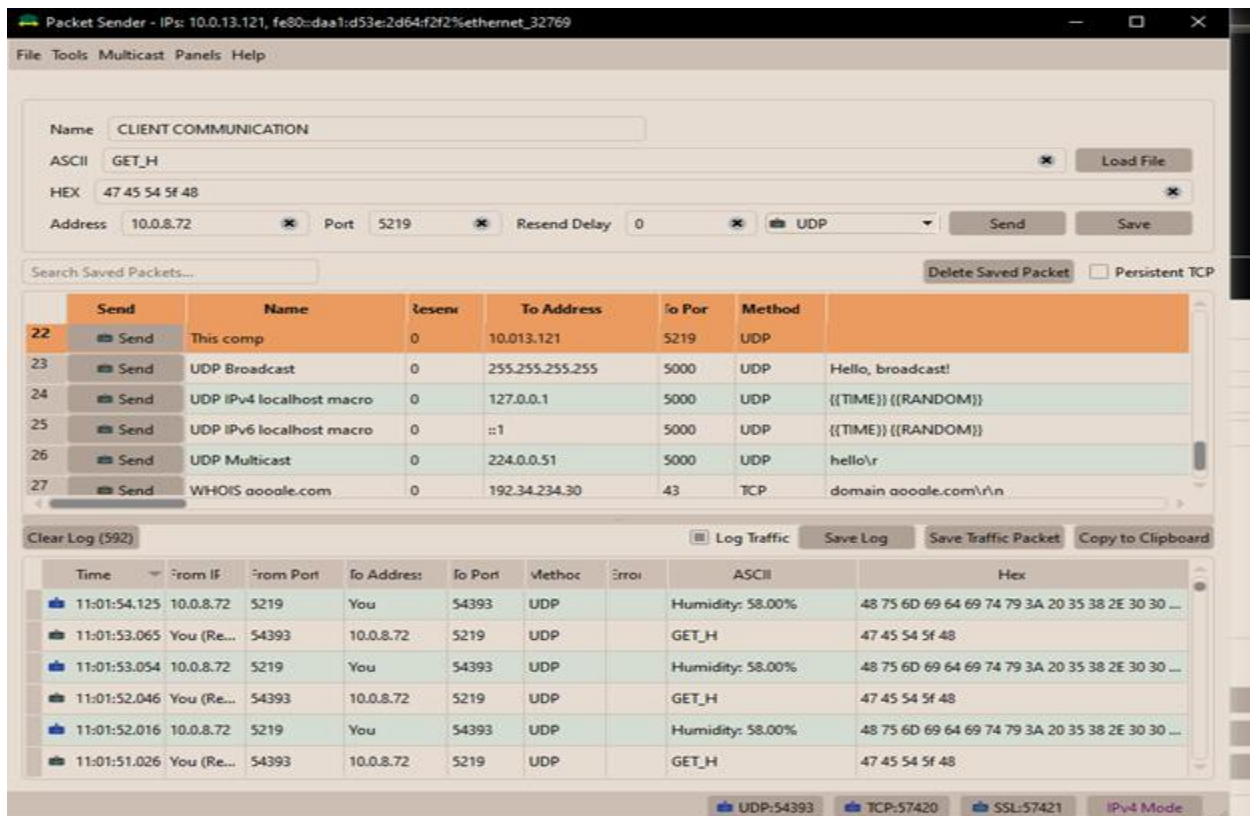 Packet Sender - IPs: 10.0.13.121, fe80::daa1:d53e:2d64:f2f2%ethernet_32769
File Tools Multicast Panels Help
Name CLIENT COMMUNICATION
ASCII GET_H Load File
HEX 47 45 54 5f 48
Address 10.0.8.72 Port 5219 Resend Delay 0 UDP Send Save
Search Saved Packets... Delete Saved Packet Persistent TCP
Send Name Resen To Address To Por Method
22 Send This comp 0 10.013.121 5219 UDP
23 Send UDP Broadcast 0 255.255.255.255 5000 UDP Hello, broadcast!
24 Send UDP IPv4 localhost macro 0 127.0.0.1 5000 UDP {{TIME}} {{RANDOM}}
25 Send UDP IPv6 localhost macro 0 ::1 5000 UDP {{TIME}} {{RANDOM}}
26 Send UDP Multicast 0 224.0.0.51 5000 UDP hello\r
27 Send WHOIS google.com 0 192.34.234.30 43 TCP domain google.com\r\n
Clear Log (592) Log Traffic Save Log Save Traffic Packet Copy to Clipboard
Time From IP From Port To Address To Port Method Error ASCII Hex
11:01:54.125 10.0.8.72 5219 You 54393 UDP Humidity: 58.00% 48 75 6D 69 64 69 74 79 3A 20 35 38 2E 30 30 ...
11:01:53.065 You (Re... 54393 10.0.8.72 5219 UDP GET_H 47 45 54 5f 48
11:01:53.054 10.0.8.72 5219 You 54393 UDP Humidity: 58.00% 48 75 6D 69 64 69 74 79 3A 20 35 38 2E 30 30 ...
11:01:52.046 You (Re... 54393 10.0.8.72 5219 UDP GET_H 47 45 54 5f 48
11:01:52.016 10.0.8.72 5219 You 54393 UDP Humidity: 58.00% 48 75 6D 69 64 69 74 79 3A 20 35 38 2E 30 30 ...
11:01:51.026 You (Re... 54393 10.0.8.72 5219 UDP GET_H 47 45 54 5f 48
UDP:54393 TCP:57420 SSL:57421 IPv4 Mode